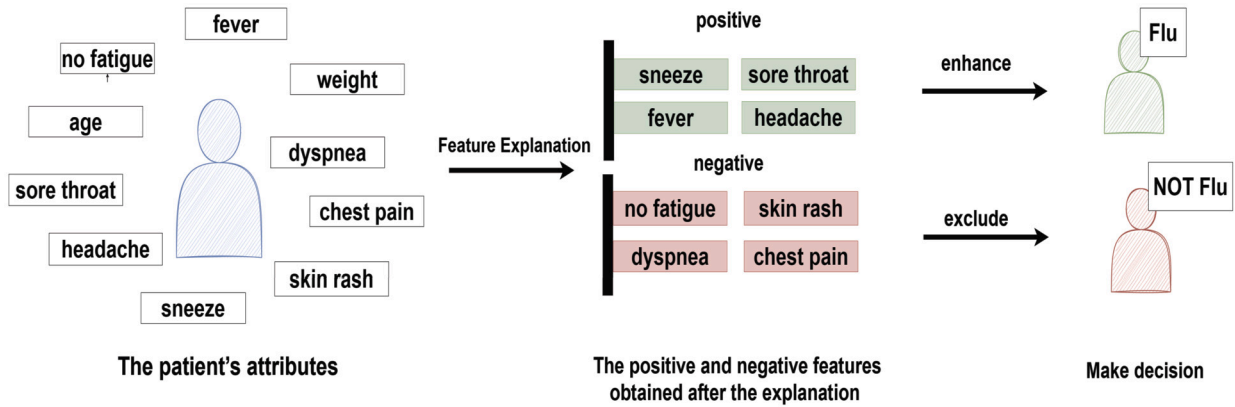 fever
no fatigue
weight
age
dyspnea
sore throat
chest pain
headache
skin rash
sneeze
The patient's attributes
Feature Explanation
positive
sneeze
sore throat
fever
headache
negative
no fatigue
skin rash
dyspnea
chest pain
The positive and negative features
obtained after the explanation
enhance
exclude
Flu
NOT Flu
Make decision